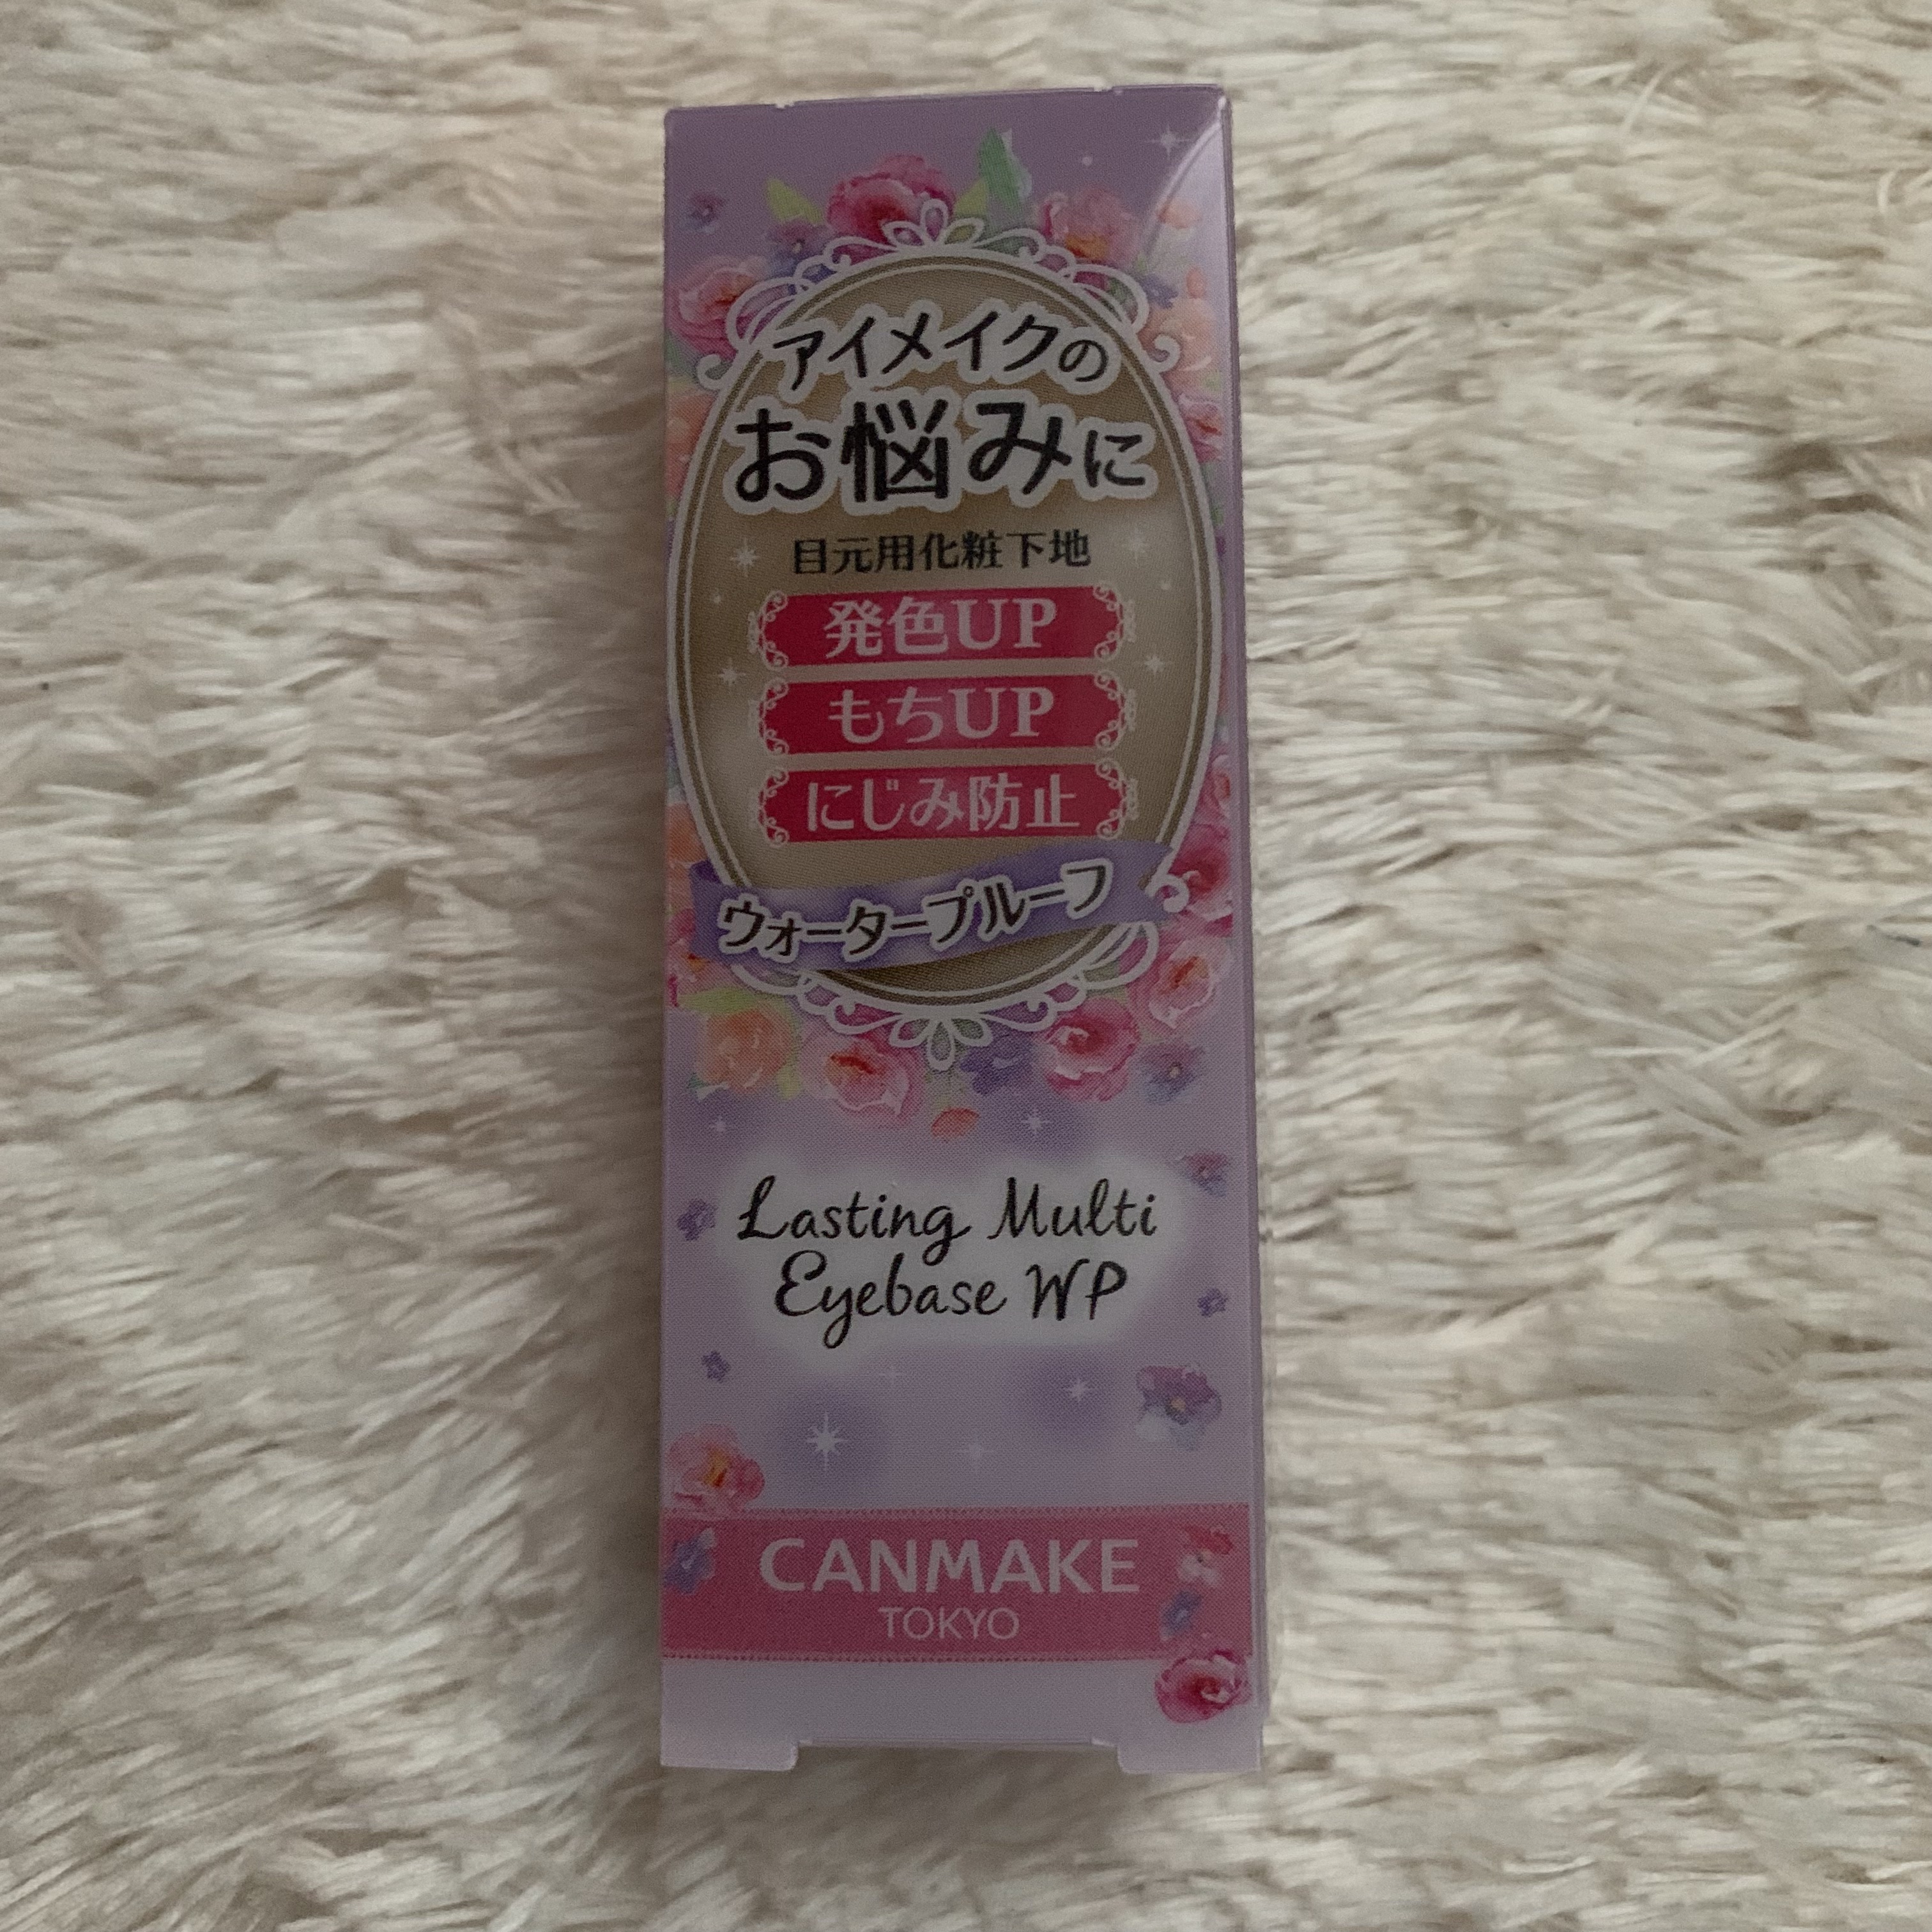 アイメイクの
お悩みに
目元用化粧下地
発色UP
もちUP
にじみ防止
ウォータープルーフ
Lasting Multi
Eyebase WP
CANMAKE
TOKYO